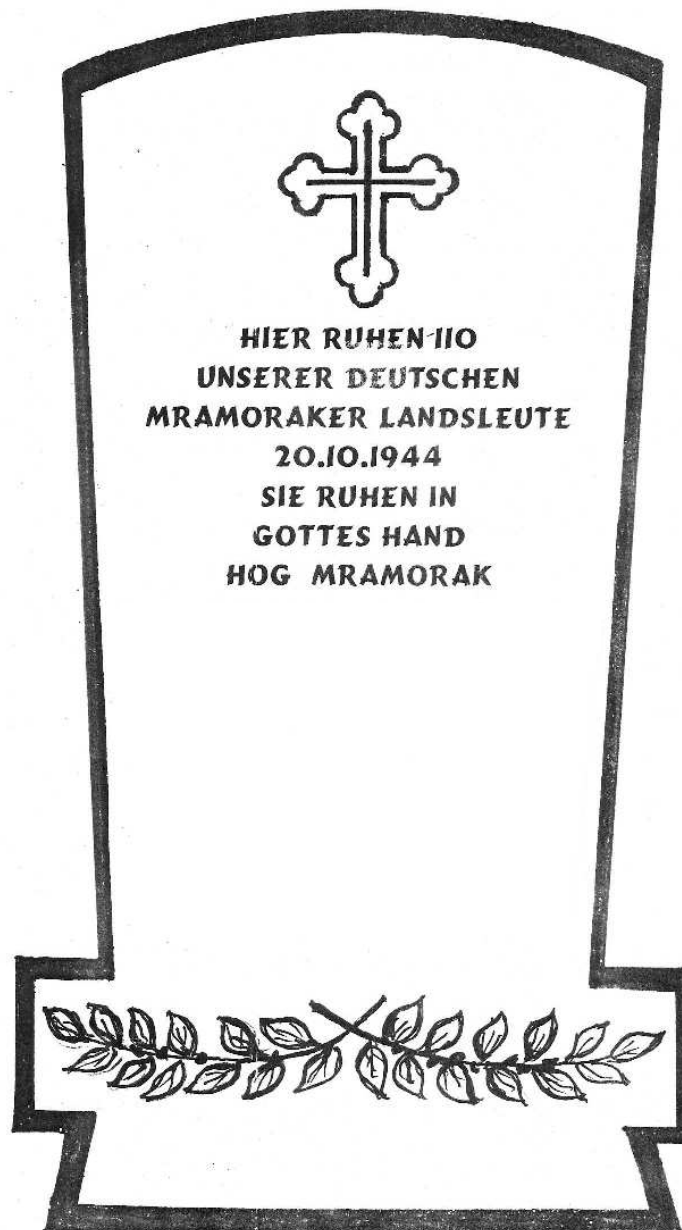 HIER RUHEN 110
UNSERER DEUTSCHEN
MRAMORAKER LANDSLEUTE
20.10.1944
SIE RUHEN IN
GOTTES HAND
HOG MRAMORAK